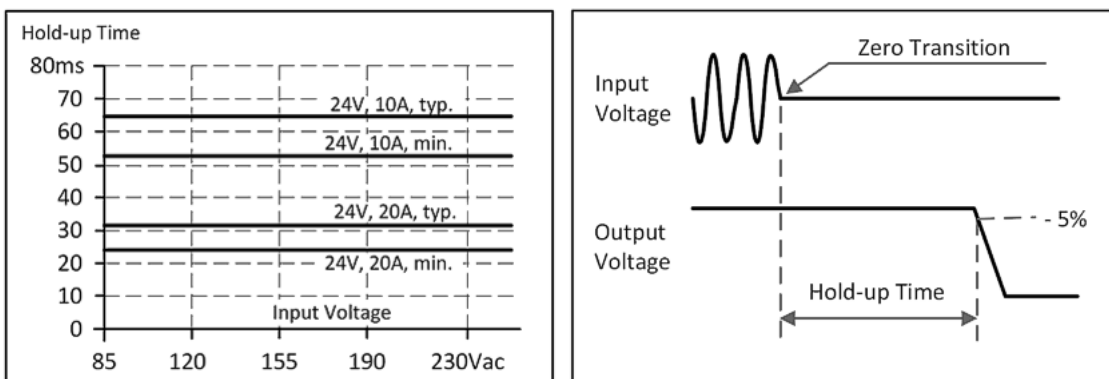 Hold-up Time
80ms
70
60
50
40
30
20
10
0
24V, 10A, typ.
24V, 10A, min.
24V, 20A, typ.
24V, 20A, min.
Input Voltage
85 120 155 190 230Vac
Zero Transition
Input
Voltage
Output
Voltage
- 5%
Hold-up Time